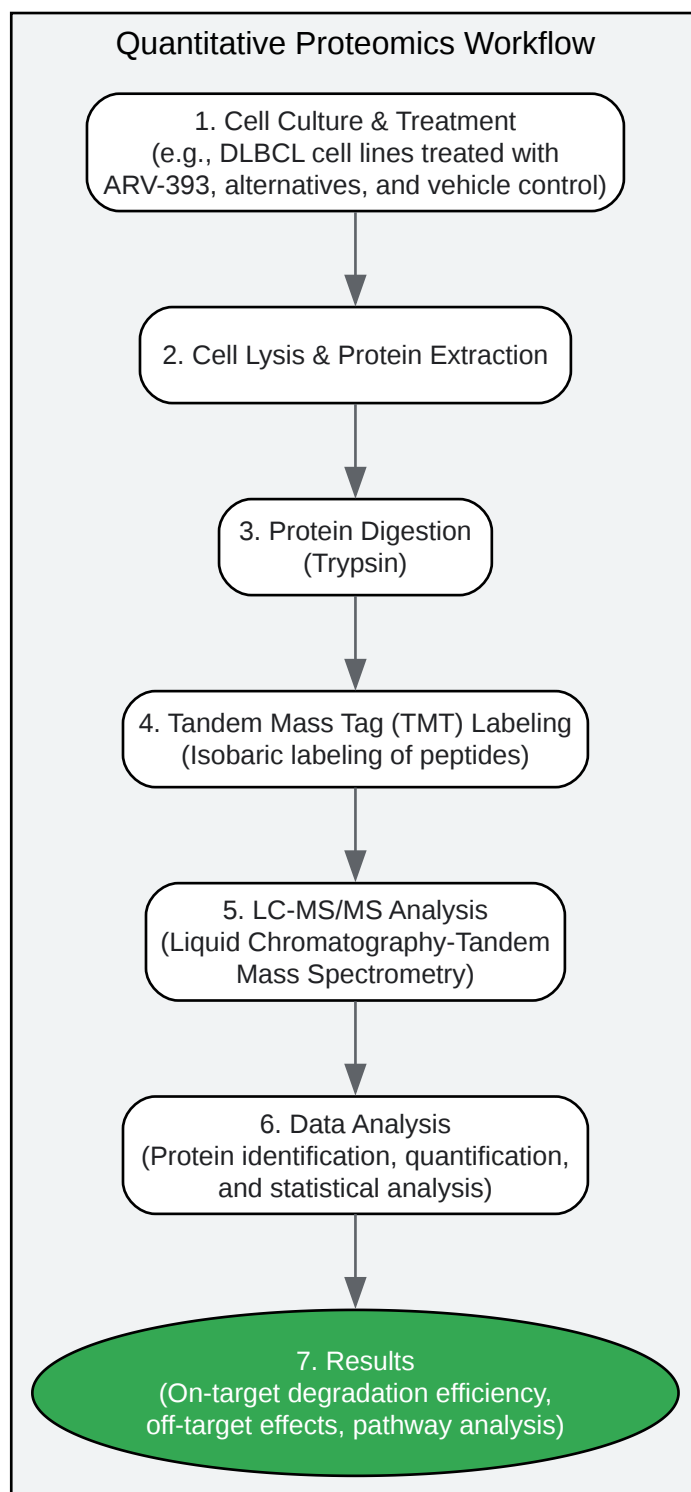 Quantitative Proteomics Workflow
1. Cell Culture & Treatment
(e.g., DLBCL cell lines treated with
ARV-393, alternatives, and vehicle control)
2. Cell Lysis & Protein Extraction
3. Protein Digestion
(Trypsin)
4. Tandem Mass Tag (TMT) Labeling
(Isobaric labeling of peptides)
5. LC-MS/MS Analysis
(Liquid Chromatography-Tandem
Mass Spectrometry)
6. Data Analysis
(Protein identification, quantification,
and statistical analysis)
7. Results
(On-target degradation efficiency,
off-target effects, pathway analysis)